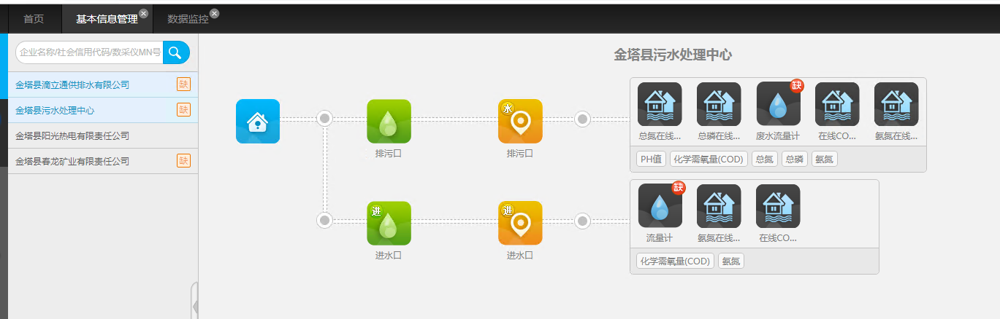 首页 基本信息管理 数据监控
企业名称/社会信用代码/数采仪MN号
金塔县滴立通供排水有限公司 缺
金塔县污水处理中心 缺
金塔县阳光热电有限责任公司
金塔县春龙矿业有限责任公司 缺
金塔县污水处理中心
水 缺
排污口 排污口 总氮在线... 总磷在线... 废水流量计 在线CO... 氨氮在线...
PH值 化学需氧量(COD) 总氮 总磷 氨氮
进 进 缺
进水口 进水口 流量计 氨氮在线... 在线CO...
化学需氧量(COD) 氨氮